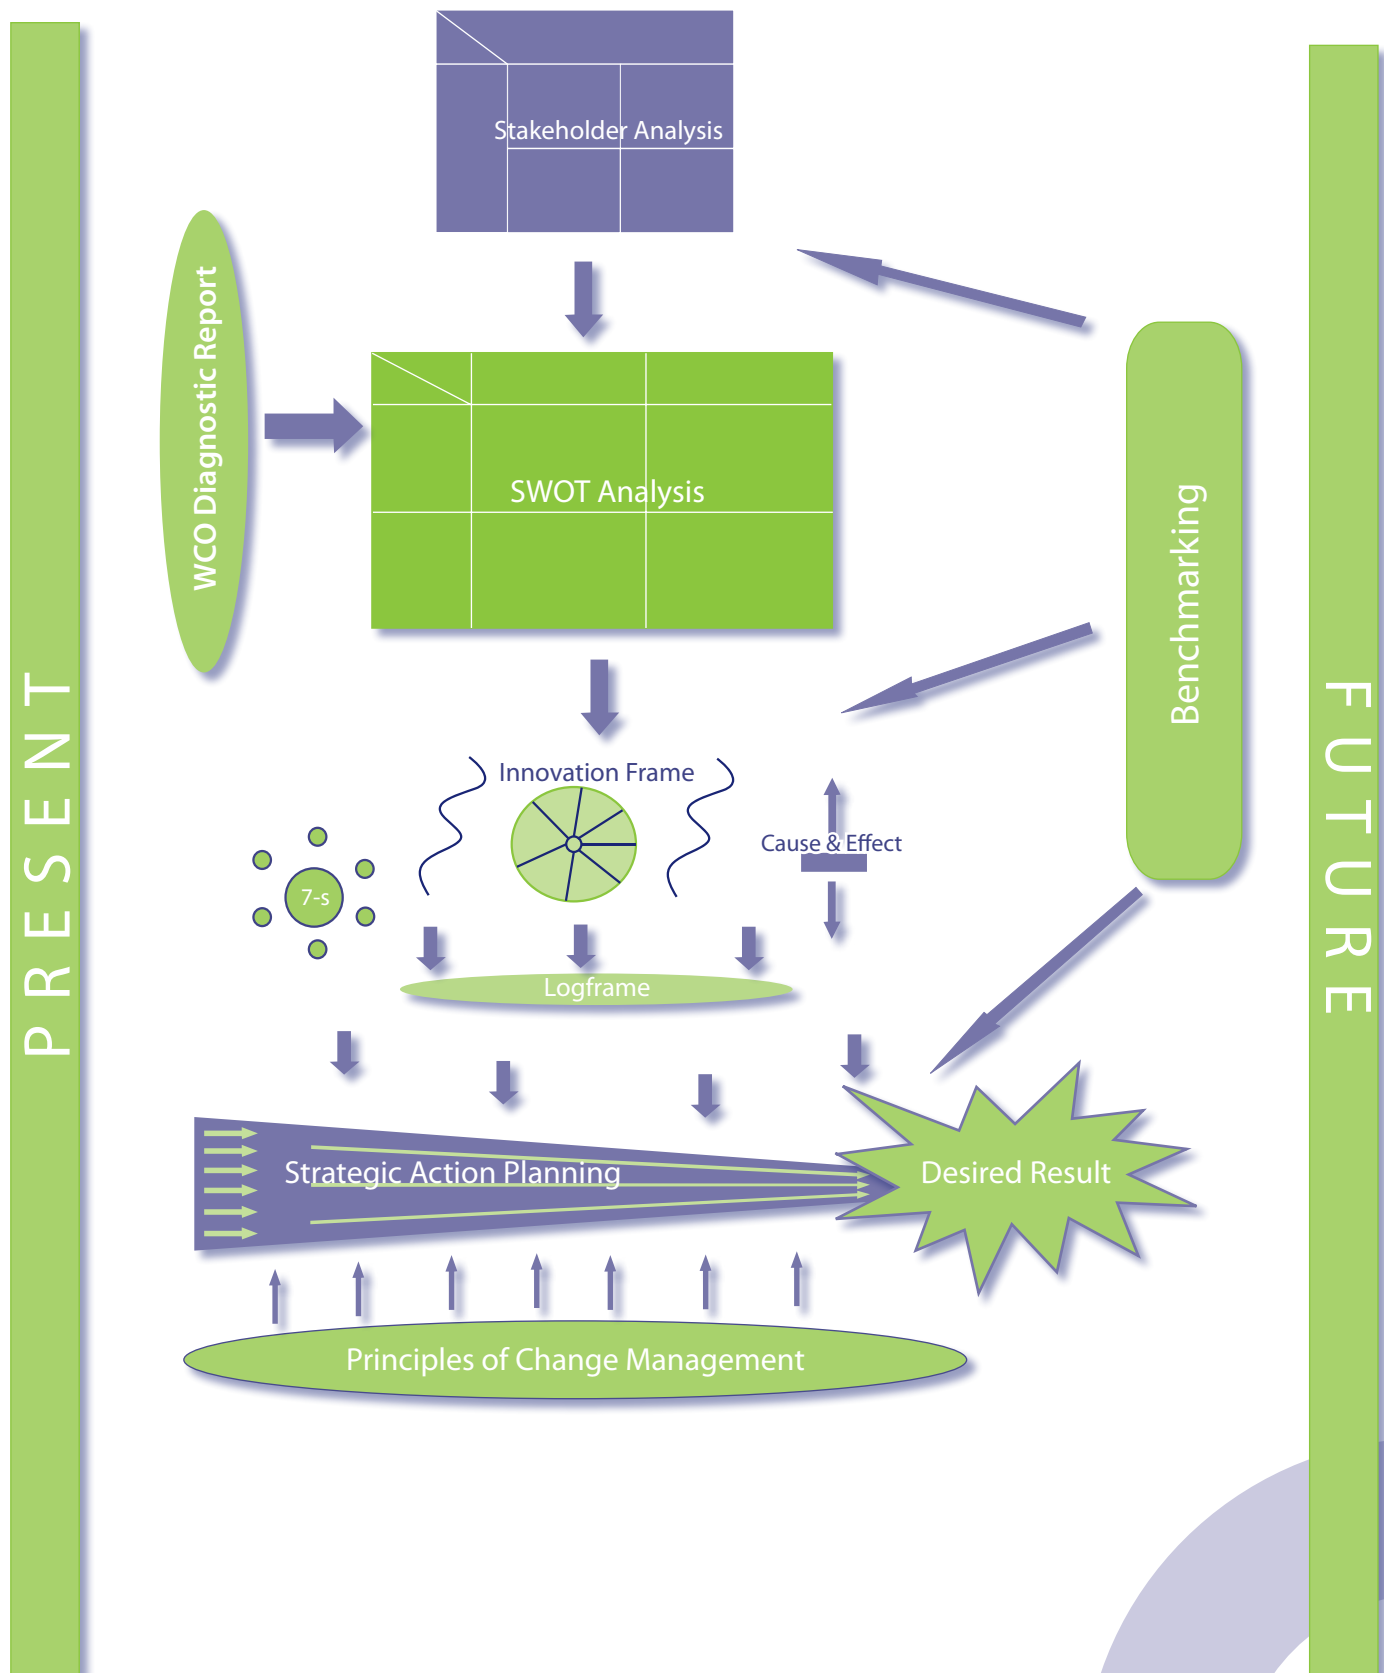 PRESENT
Stakeholder Analysis
WCO Diagnostic Report
SWOT Analysis
Benchmarking
FUTURE
Innovation Frame
Cause & Effect
7-s
Logframe
Strategic Action Planning
Desired Result
Principles of Change Management